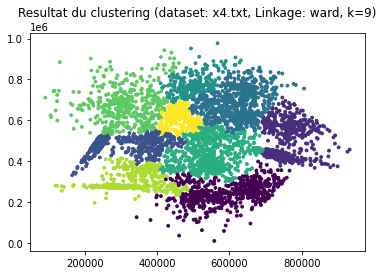 Resultat du clustering (dataset: x4.txt, Linkage: ward, k=9)
1e6
1.0
0.8
0.6
0.4
0.2
0.0
200000 400000 600000 800000